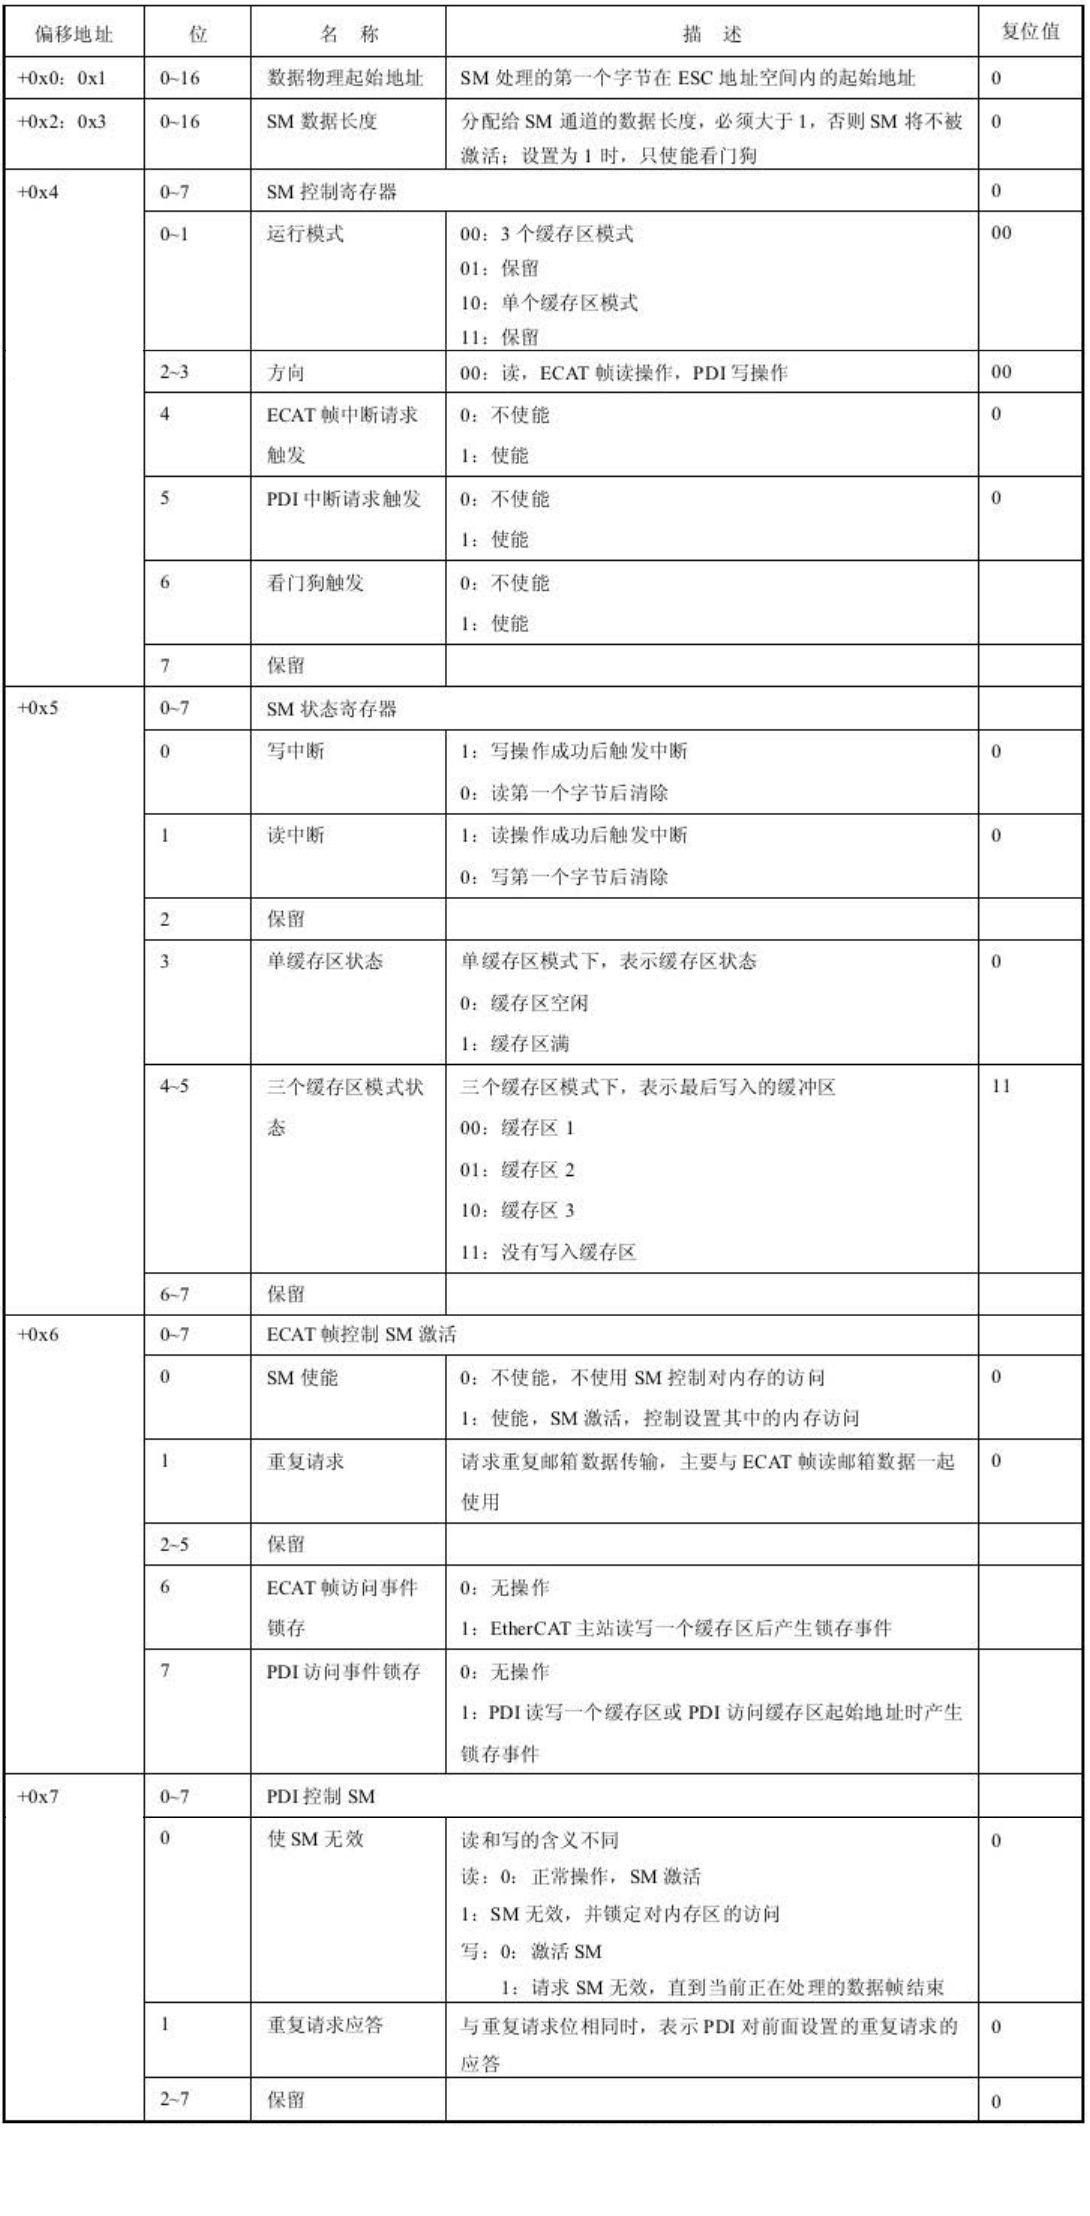 偏移地址 位 名 称 描 述 复位值
+0x0：0x1 0~16 数据物理起始地址 SM 处理的第一个字节在 ESC 地址空间内的起始地址 0
+0x2：0x3 0~16 SM 数据长度 分配给 SM 通道的数据长度，必须大于 1，否则 SM 将不被 0
激活；设置为 1 时，只使能看门狗
+0x4 0~7 SM 控制寄存器 0
0~1 运行模式 00：3 个缓存区模式 00
01：保留
10：单个缓存区模式
11：保留
2~3 方向 00：读，ECAT 帧读操作，PDI 写操作 00
4 ECAT 帧中断请求 0：不使能 0
触发 1：使能
5 PDI 中断请求触发 0：不使能 0
1：使能
6 看门狗触发 0：不使能
1：使能
7 保留
+0x5 0~7 SM 状态寄存器
0 写中断 1：写操作成功后触发中断 0
0：读第一个字节后清除
1 读中断 1：读操作成功后触发中断 0
0：写第一个字节后清除
2 保留
3 单缓存区状态 单缓存区模式下，表示缓存区状态 0
0：缓存区空闲
1：缓存区满
4~5 三个缓存区模式状 三个缓存区模式下，表示最后写入的缓冲区 11
态 00：缓存区 1
01：缓存区 2
10：缓存区 3
11：没有写入缓存区
6~7 保留
+0x6 0~7 ECAT 帧控制 SM 激活
0 SM 使能 0：不使能，不使用 SM 控制对内存的访问 0
1：使能，SM 激活，控制设置其中的内存访问
1 重复请求 请求重复邮箱数据传输，主要与 ECAT 帧读邮箱数据一起 0
使用
2~5 保留
6 ECAT 帧访问事件 0：无操作
锁存 1：EtherCAT 主站读写一个缓存区后产生锁存事件
7 PDI 访问事件锁存 0：无操作
1：PDI 读写一个缓存区或 PDI 访问缓存区起始地址时产生
锁存事件
+0x7 0~7 PDI 控制 SM
0 使 SM 无效 读和写的含义不同 0
读：0：正常操作，SM 激活
1：SM 无效，并锁定对内存区的访问
写：0：激活 SM
1：请求 SM 无效，直到当前正在处理的数据帧结束
1 重复请求应答 与重复请求位相同时，表示 PDI 对前面设置的重复请求的 0
应答
2~7 保留 0